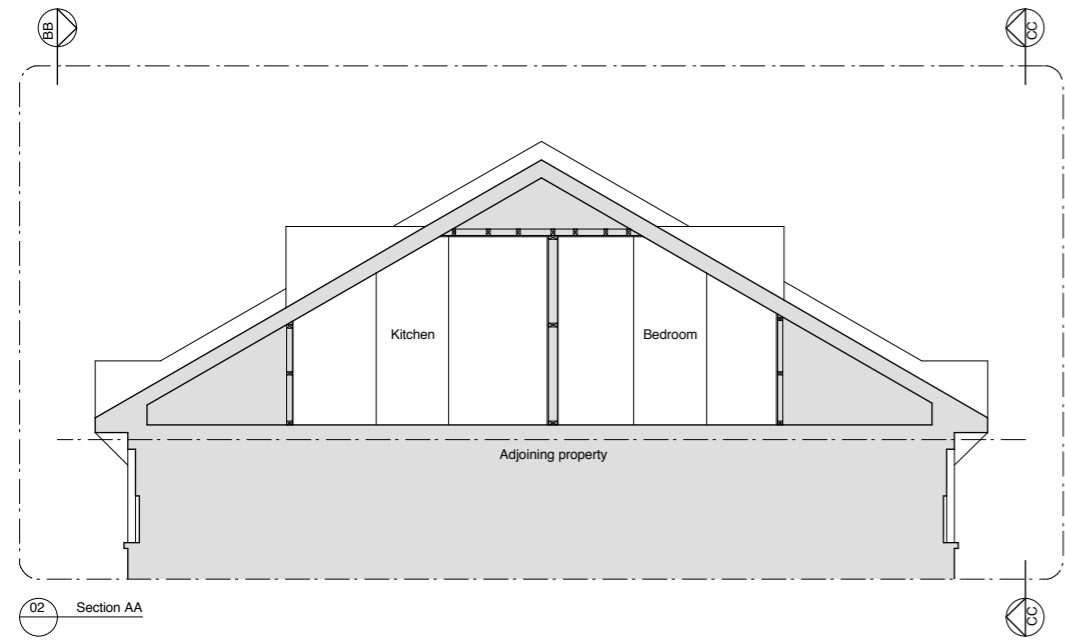 BB
CC
Kitchen
Bedroom
Adjoining property
02 Section AA
CC